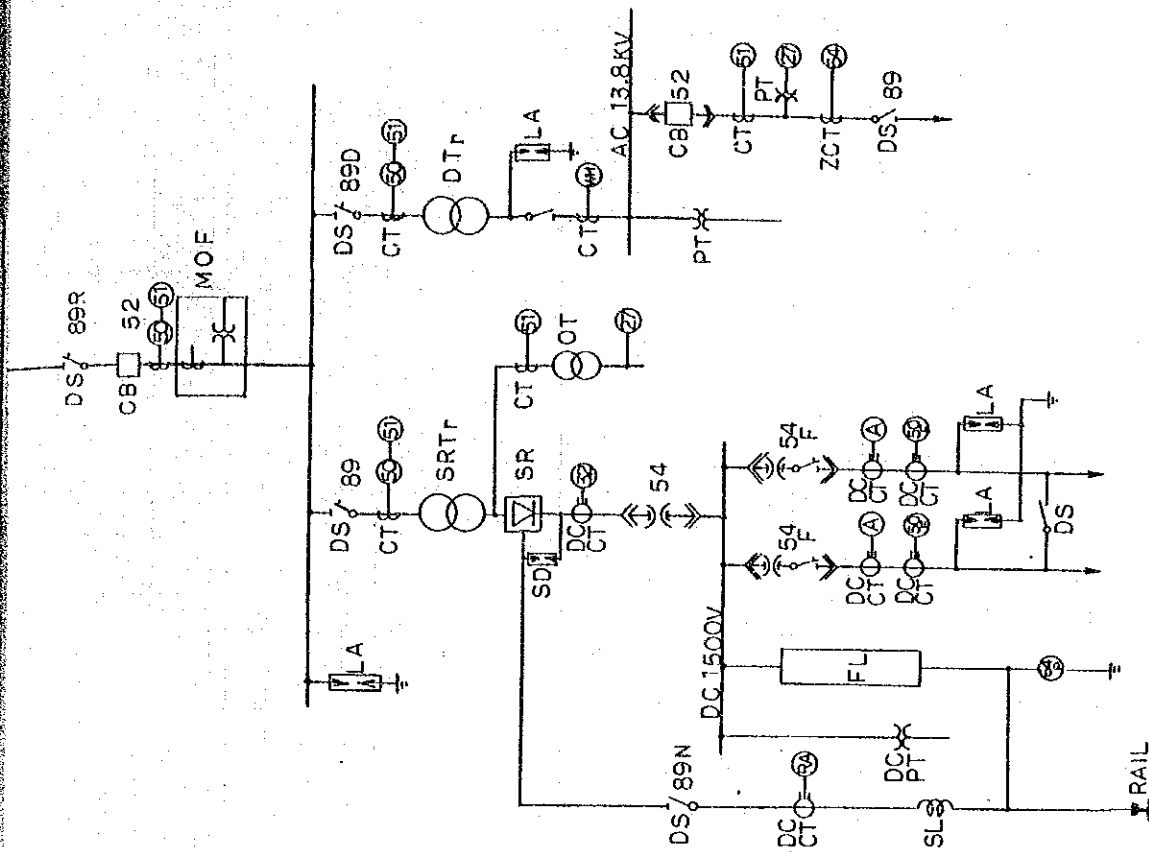 DS
89R
CB
52
50
51
MOF
DS
89D
CT
50
51
DTr
LA
CT
WH
AC 13.8KV
PT
CB
52
CT
51
PT
27
ZCT
DS
89
DS
89
CT
50
51
SRTr
SR
SD
DC
CT
32
54
CT
51
OT
27
LA
DC 1500V
54
F
DC
CT
A
DC
CT
50
LA
54
F
DC
CT
A
DC
CT
50
LA
DS
FL
DC
PT
DS
89N
DC
CT
RA
SL
RAIL